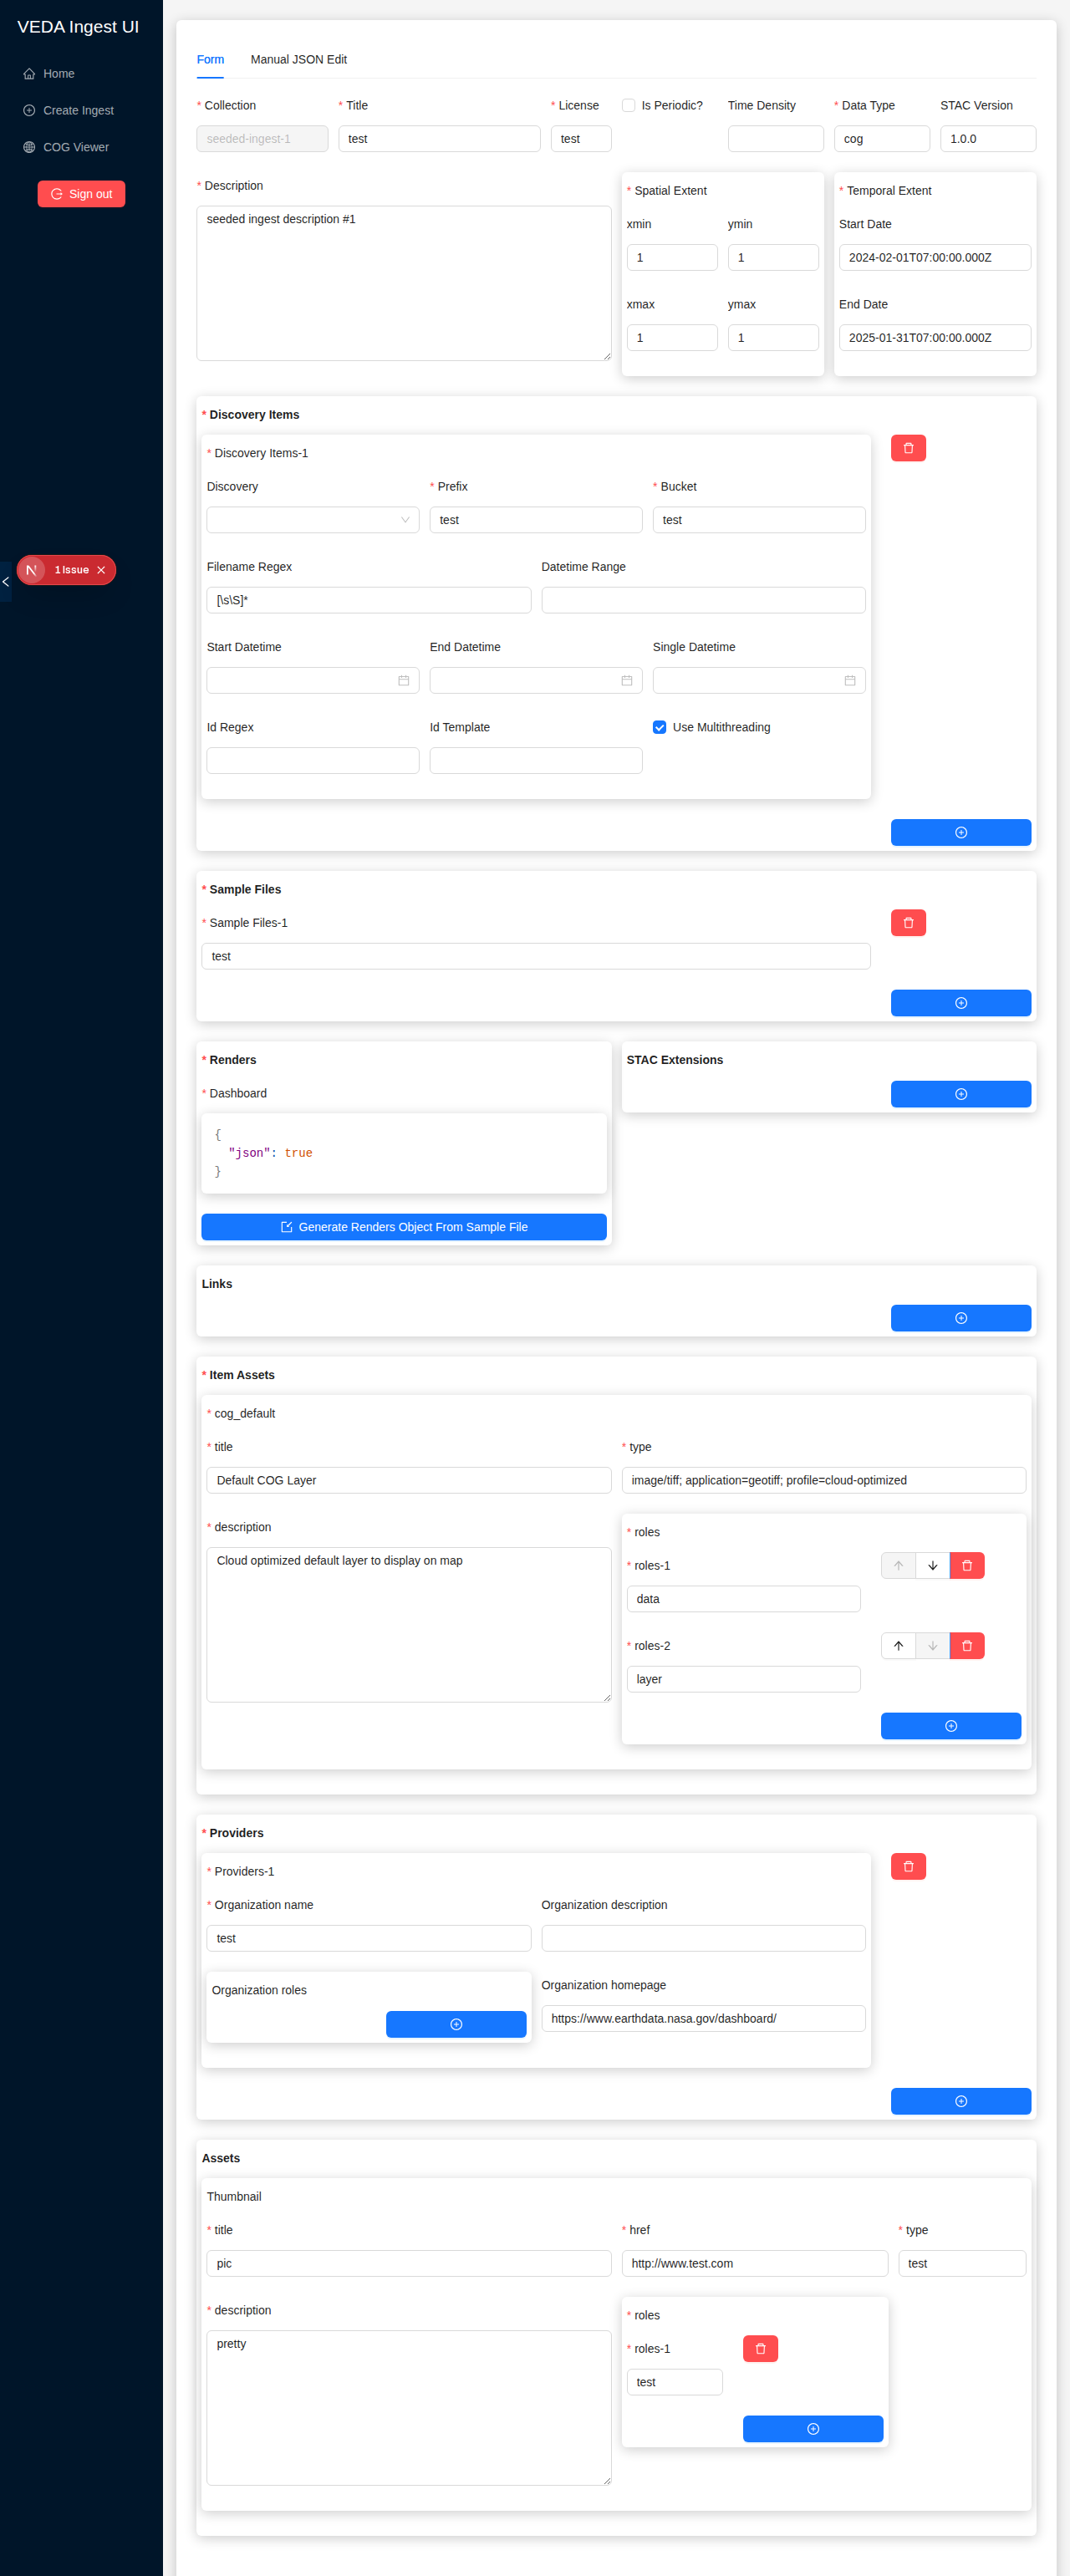 VEDA Ingest UI
Home
Create Ingest
COG Viewer
Sign out
1 Issue
Form Manual JSON Edit
* Collection * Title * License Is Periodic? Time Density * Data Type STAC Version
seeded-ingest-1 test test cog 1.0.0
* Description
seeded ingest description #1
* Spatial Extent
xmin ymin
1 1
xmax ymax
1 1
* Temporal Extent
Start Date
2024-02-01T07:00:00.000Z
End Date
2025-01-31T07:00:00.000Z
* Discovery Items
* Discovery Items-1
Discovery * Prefix * Bucket
test test
Filename Regex Datetime Range
[\s\S]*
Start Datetime End Datetime Single Datetime
Id Regex Id Template Use Multithreading
* Sample Files
* Sample Files-1
test
* Renders
* Dashboard
{
"json": true
}
Generate Renders Object From Sample File
STAC Extensions
Links
* Item Assets
* cog_default
* title * type
Default COG Layer image/tiff; application=geotiff; profile=cloud-optimized
* description
Cloud optimized default layer to display on map
* roles
* roles-1
data
* roles-2
layer
* Providers
* Providers-1
* Organization name Organization description
test
Organization roles Organization homepage
https://www.earthdata.nasa.gov/dashboard/
Assets
Thumbnail
* title * href * type
pic http://www.test.com test
* description
pretty
* roles
* roles-1
test